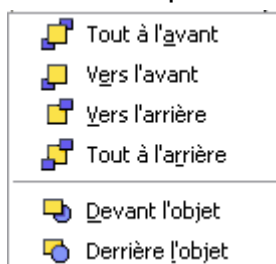 Tout à l'avant
Vers l'avant
Vers l'arrière
Tout à l'arrière
Devant l'objet
Derrière l'objet